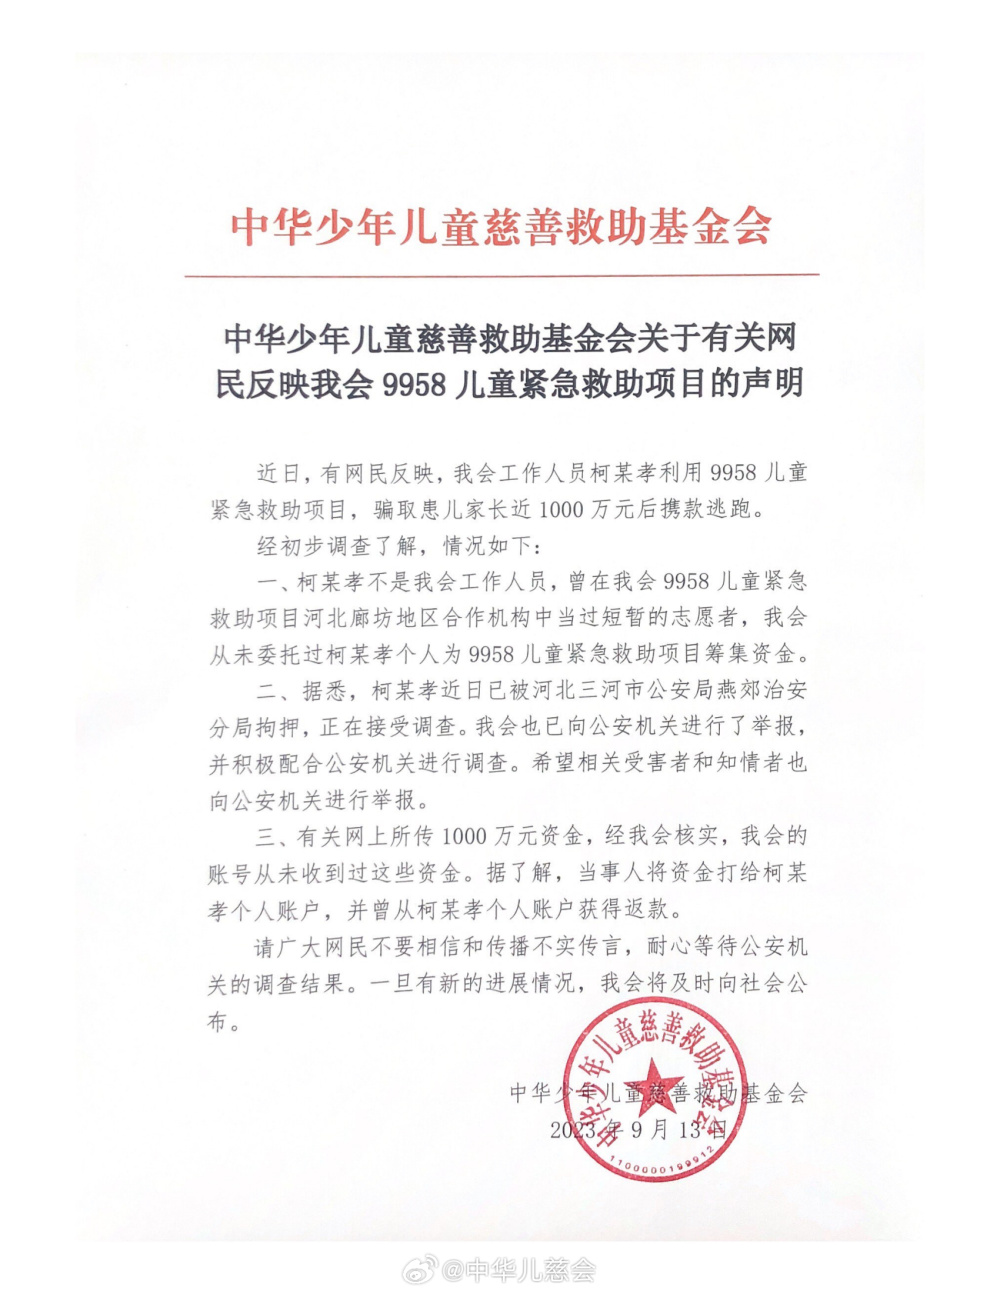 中华少年儿童慈善救助基金会
中华少年儿童慈善救助基金会关于有关网
民反映我会 9958 儿童紧急救助项目的声明
近日，有网民反映，我会工作人员柯某孝利用 9958 儿童
紧急救助项目，骗取患儿家长近 1000 万元后携款逃跑。
经初步调查了解，情况如下：
一、柯某孝不是我会工作人员，曾在我会 9958 儿童紧急
救助项目河北廊坊地区合作机构中当过短暂的志愿者，我会
从未委托过柯某孝个人为 9958 儿童紧急救助项目筹集资金。
二、据悉，柯某孝近日已被河北三河市公安局燕郊治安
分局拘押，正在接受调查。我会也已向公安机关进行了举报，
并积极配合公安机关进行调查。希望相关受害者和知情者也
向公安机关进行举报。
三、有关网上所传 1000 万元资金，经我会核实，我会的
账号从未收到过这些资金。据了解，当事人将资金打给柯某
孝个人账户，并曾从柯某孝个人账户获得返款。
请广大网民不要相信和传播不实传言，耐心等待公安机
关的调查结果。一旦有新的进展情况，我会将及时向社会公
布。
中华少年儿童慈善救助基金会
2023 年 9 月 13 日
中华少年儿童慈善救助基金会
1100000199912
@中华儿慈会